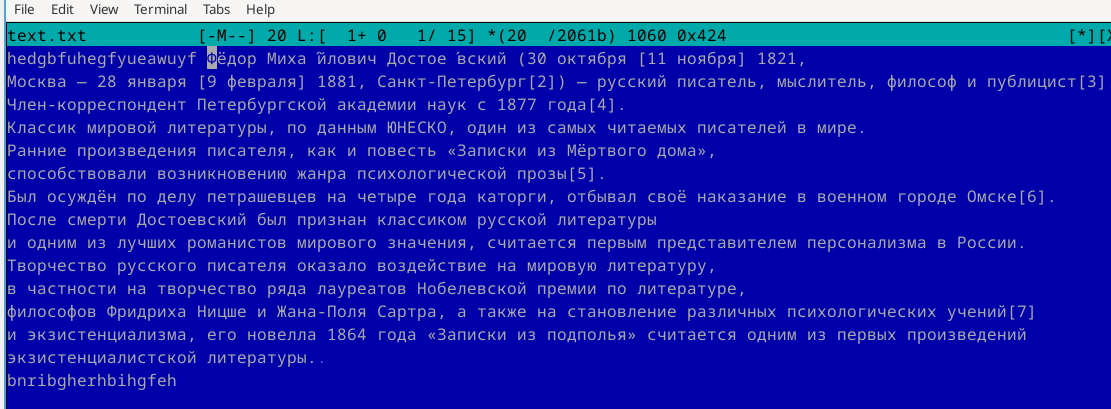 File Edit View Terminal Tabs Help
text.txt [-M--] 20 L:[ 1+ 0 1/ 15] *(20 /2061b) 1060 0x424 [*][X
hedgbfuhegfyueawuyf Фёдор Миха́йлович Достое́вский (30 октября [11 ноября] 1821,
Москва — 28 января [9 февраля] 1881, Санкт-Петербург[2]) — русский писатель, мыслитель, философ и публицист[3]
Член-корреспондент Петербургской академии наук с 1877 года[4].
Классик мировой литературы, по данным ЮНЕСКО, один из самых читаемых писателей в мире.
Ранние произведения писателя, как и повесть «Записки из Мёртвого дома»,
способствовали возникновению жанра психологической прозы[5].
Был осуждён по делу петрашевцев на четыре года каторги, отбывал своё наказание в военном городе Омске[6].
После смерти Достоевский был признан классиком русской литературы
и одним из лучших романистов мирового значения, считается первым представителем персонализма в России.
Творчество русского писателя оказало воздействие на мировую литературу,
в частности на творчество ряда лауреатов Нобелевской премии по литературе,
философов Фридриха Ницше и Жана-Поля Сартра, а также на становление различных психологических учений[7]
и экзистенциализма, его новелла 1864 года «Записки из подполья» считается одним из первых произведений
экзистенциалистской литературы..
bnribgherhbihgfeh